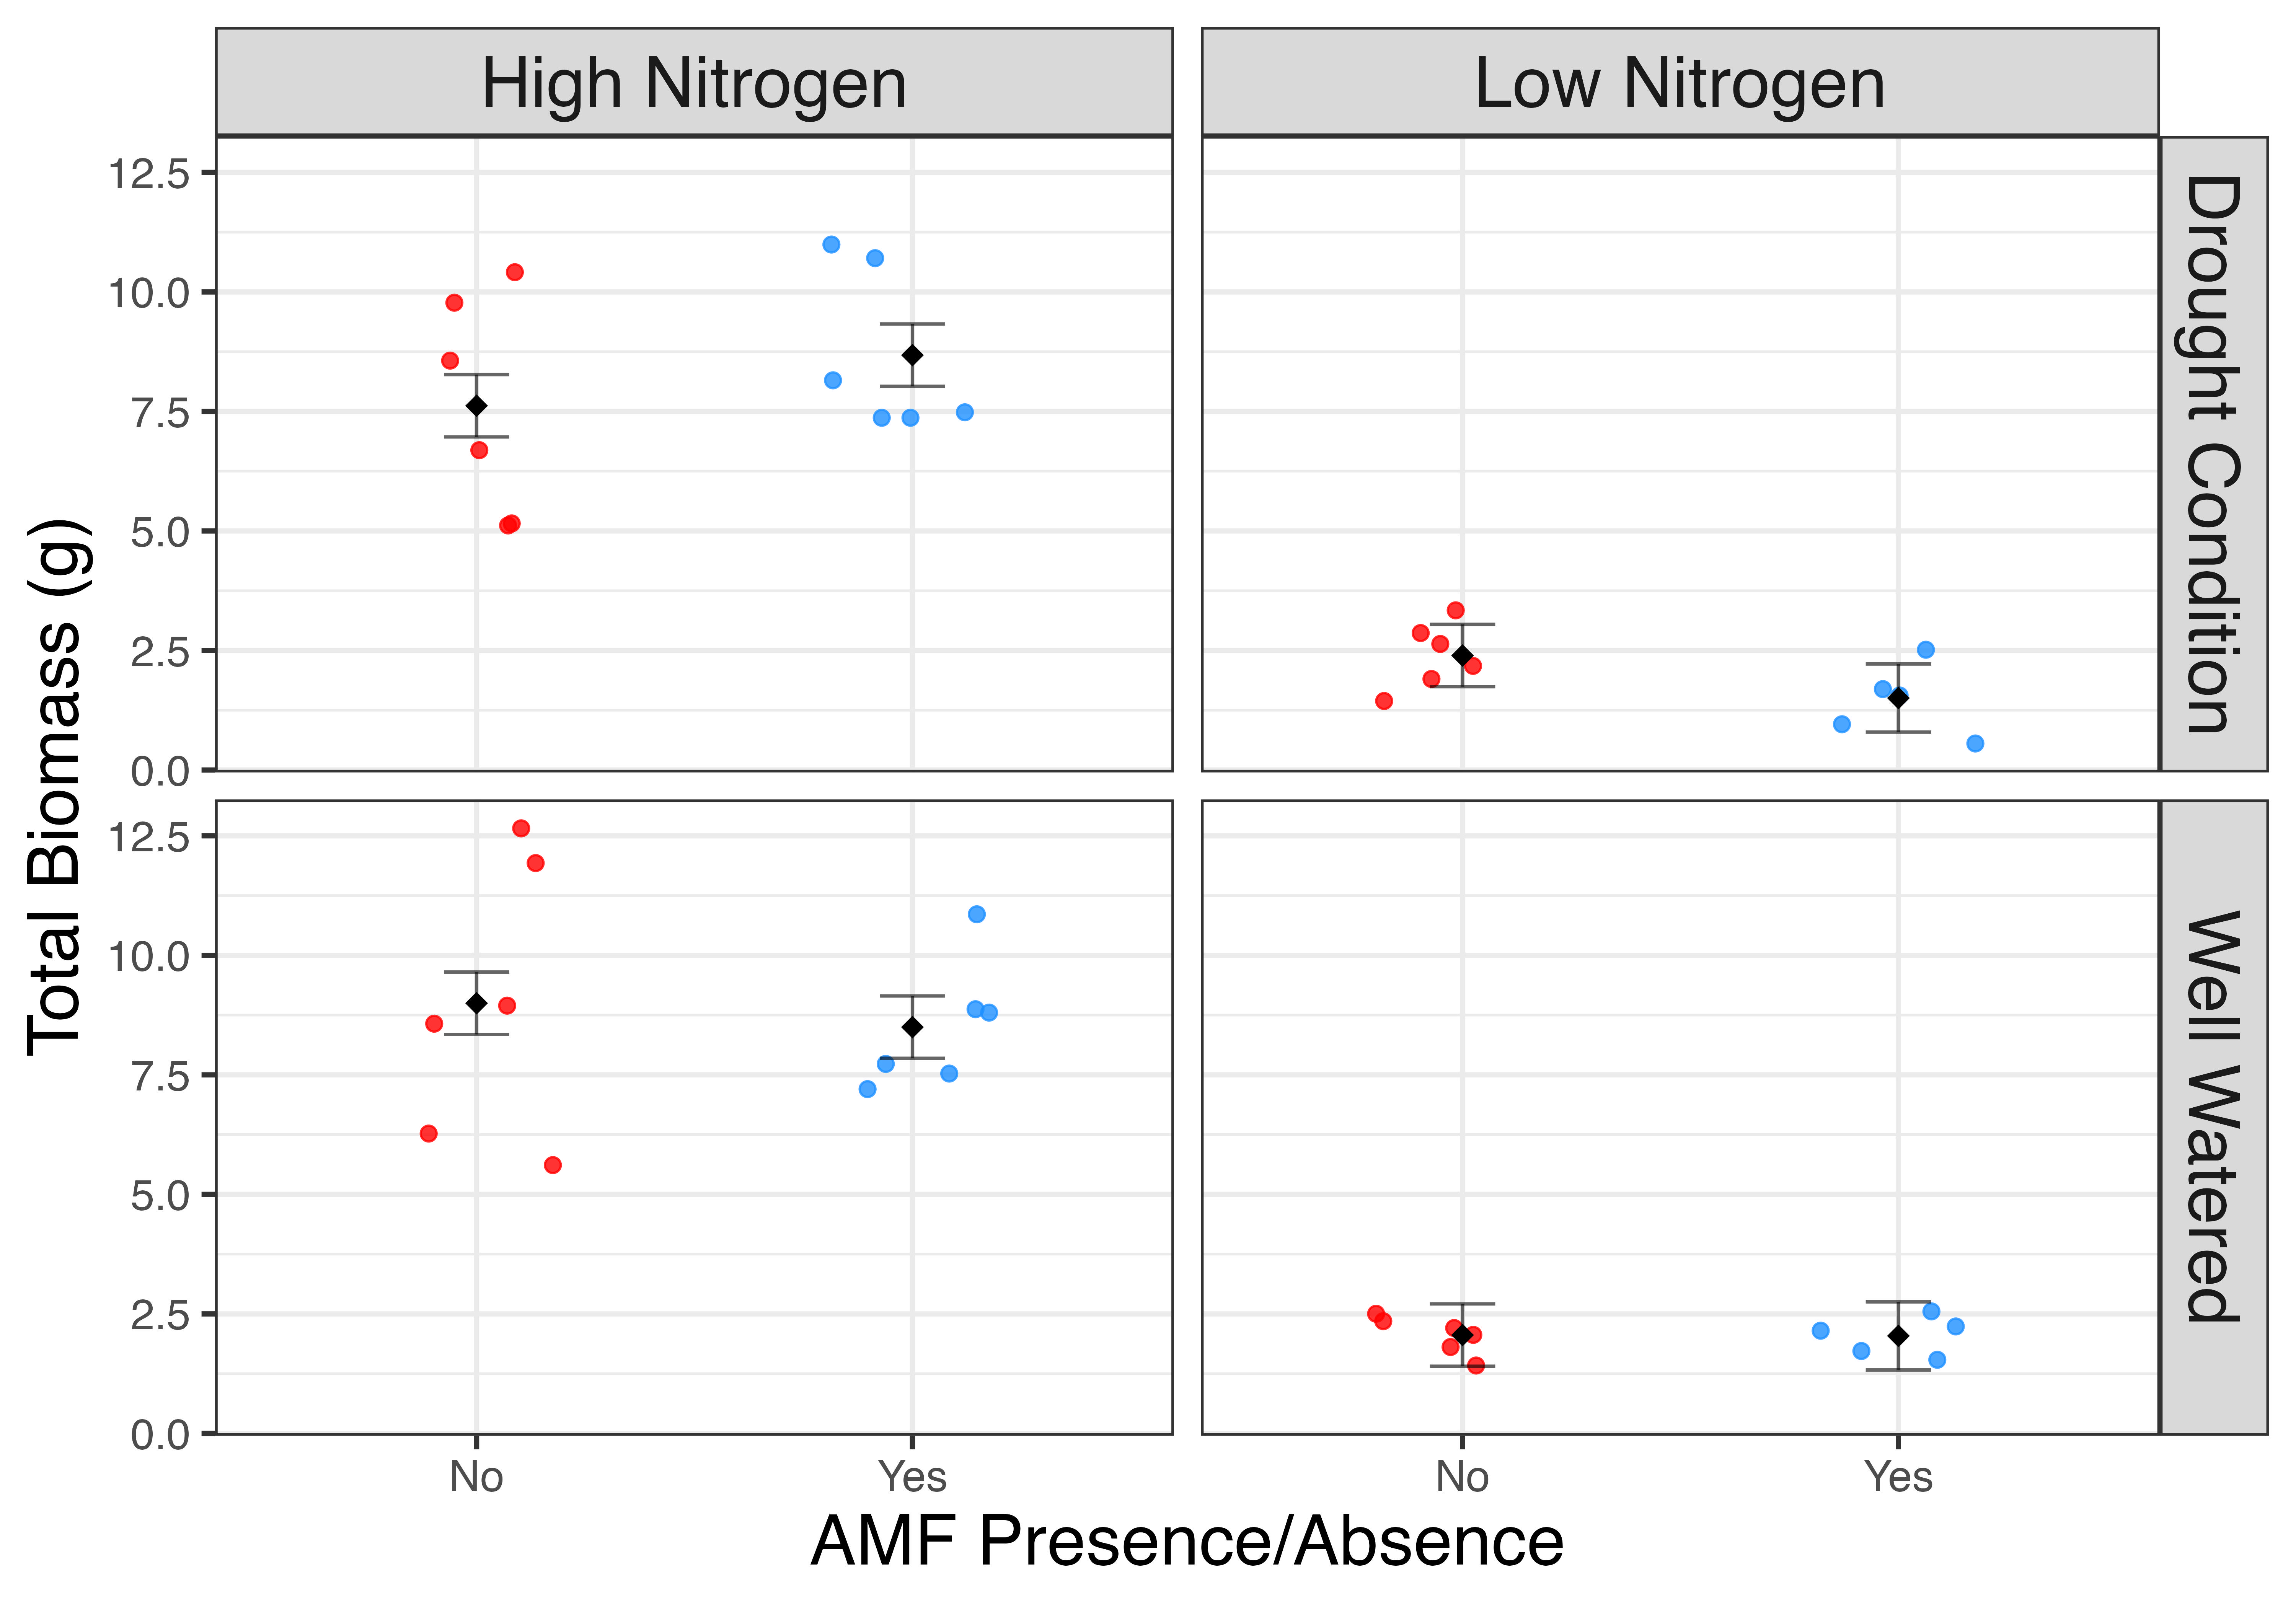 High Nitrogen
Low Nitrogen
Drought Condition
12.5
10.0
7.5
5.0
2.5
0.0
Well Watered
12.5
10.0
7.5
5.0
2.5
0.0
Total Biomass (g)
No
Yes
No
Yes
AMF Presence/Absence